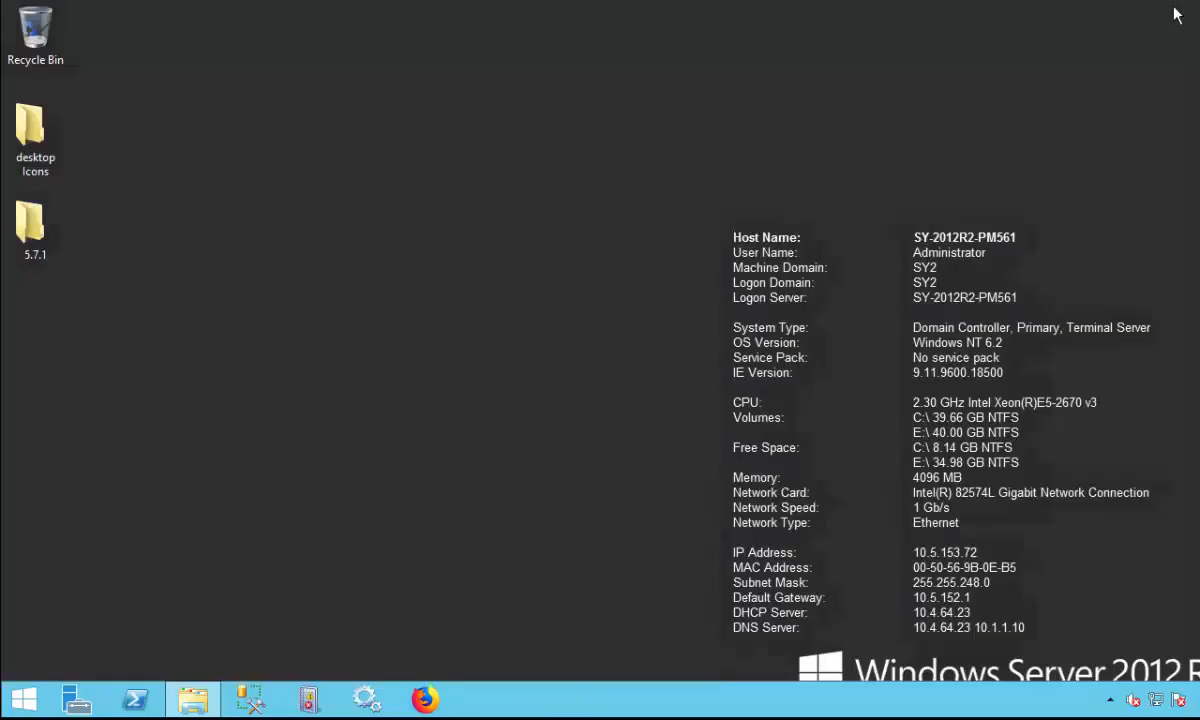 Recycle Bin
desktop
Icons
5.7.1
Host Name: SY-2012R2-PM561
User Name: Administrator
Machine Domain: SY2
Logon Domain: SY2
Logon Server: SY-2012R2-PM561
System Type: Domain Controller, Primary, Terminal Server
OS Version: Windows NT 6.2
Service Pack: No service pack
IE Version: 9.11.9600.18500
CPU: 2.30 GHz Intel Xeon(R)E5-2670 v3
Volumes: C:\ 39.66 GB NTFS
E:\ 40.00 GB NTFS
Free Space: C:\ 8.14 GB NTFS
E:\ 34.98 GB NTFS
Memory: 4096 MB
Network Card: Intel(R) 82574L Gigabit Network Connection
Network Speed: 1 Gb/s
Network Type: Ethernet
IP Address: 10.5.153.72
MAC Address: 00-50-56-9B-0E-B5
Subnet Mask: 255.255.248.0
Default Gateway: 10.5.152.1
DHCP Server: 10.4.64.23
DNS Server: 10.4.64.23 10.1.1.10
Windows Server 2012 R